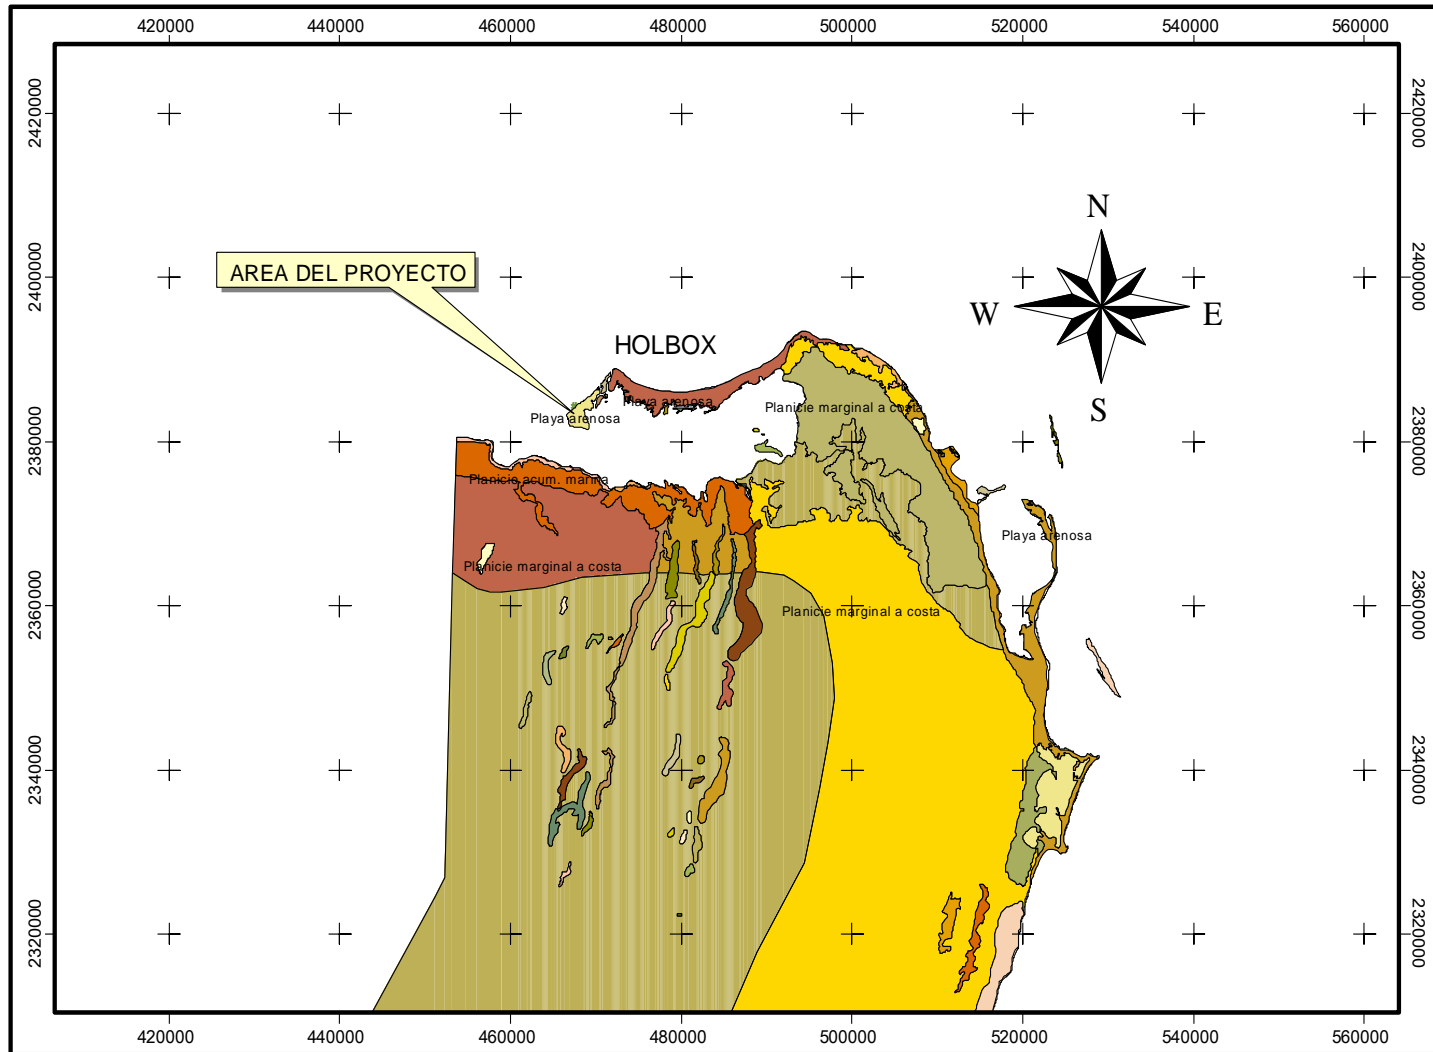 420000 440000 460000 480000 500000 520000 540000 560000
2420000 2420000
N
2400000 AREA DEL PROYECTO 2400000
W E
HOLBOX
S
Playa arenosa
Planicie marginal a costa
Playa arenosa
2380000 2380000
Planicie acum. marina
Playa arenosa
Planicie marginal a costa
2360000 Planicie marginal a costa 2360000
2340000 2340000
2320000 2320000
420000 440000 460000 480000 500000 520000 540000 560000